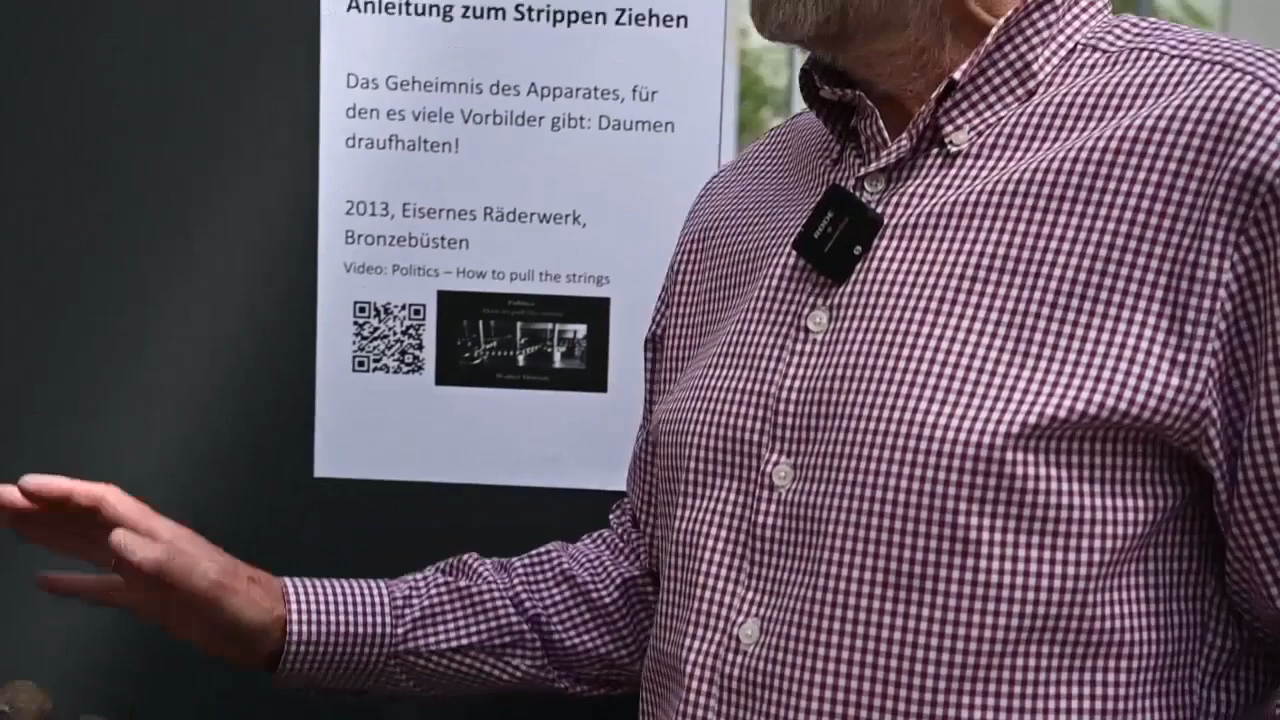 Anleitung zum Strippen Ziehen
Das Geheimnis des Apparates, für
den es viele Vorbilder gibt: Daumen
draufhalten!
2013, Eisernes Räderwerk,
Bronzebüsten
Video: Politics – How to pull the strings
RODE